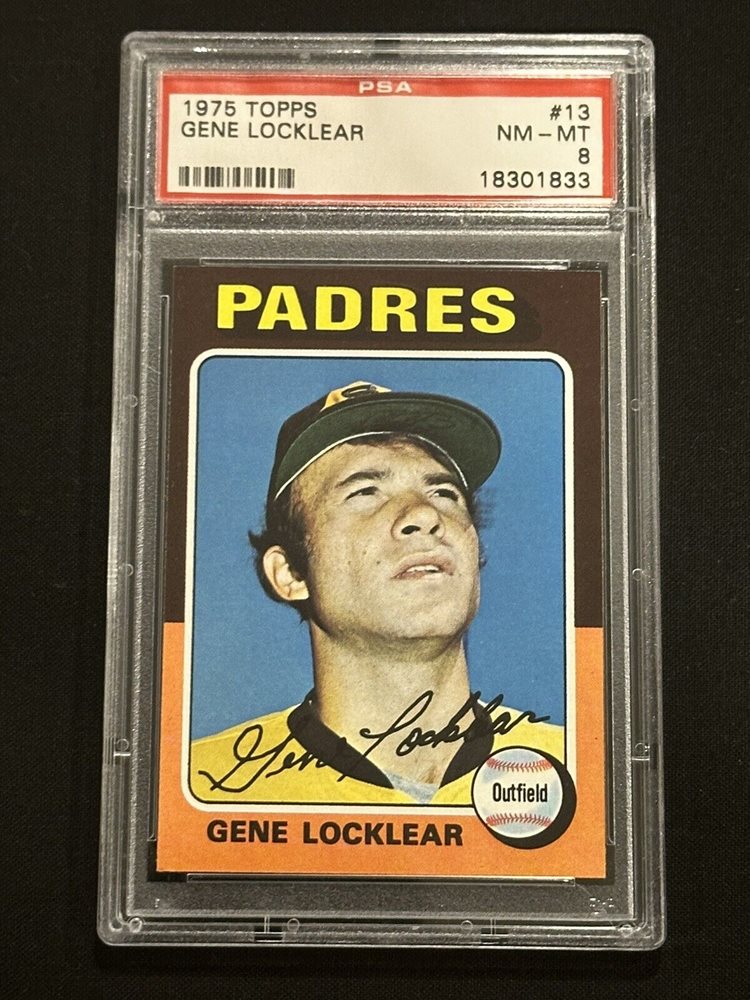 PSA
1975 TOPPS #13
GENE LOCKLEAR NM - MT
8
18301833
PADRES
Gene Locklear
Outfield
GENE LOCKLEAR